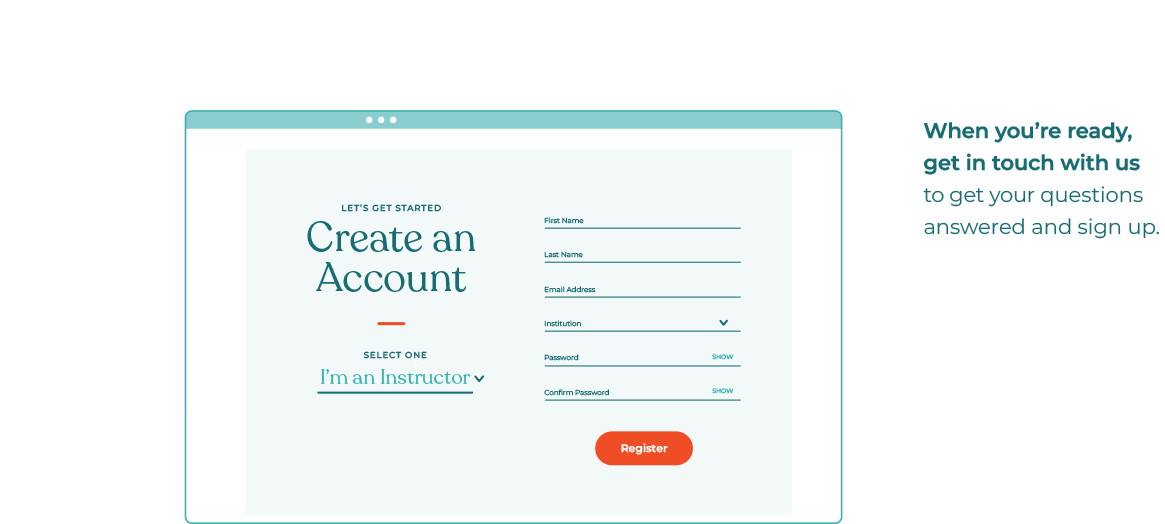 LET'S GET STARTED
Create an
Account
SELECT ONE
I'm an Instructor
First Name
Last Name
Email Address
Institution
Password SHOW
Confirm Password SHOW
Register
When you're ready,
get in touch with us
to get your questions
answered and sign up.